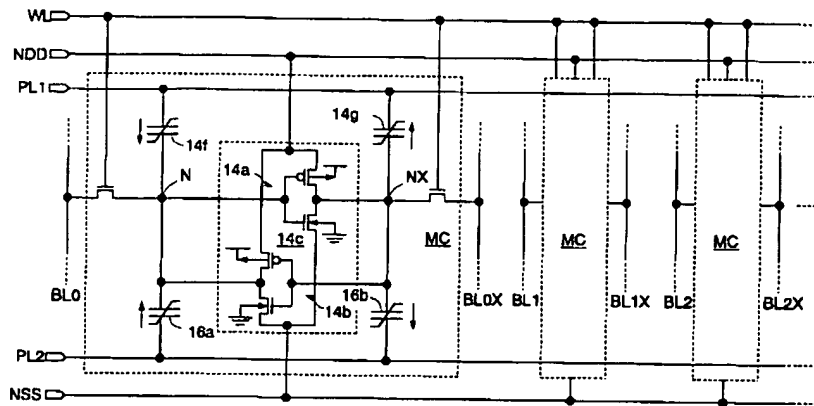 WL
NDD
PL1
14f
14g
N
14a
NX
14c
MC
MC
MC
BL0
16a
14b
16b
BL0X
BL1
BL1X
BL2
BL2X
PL2
NSS